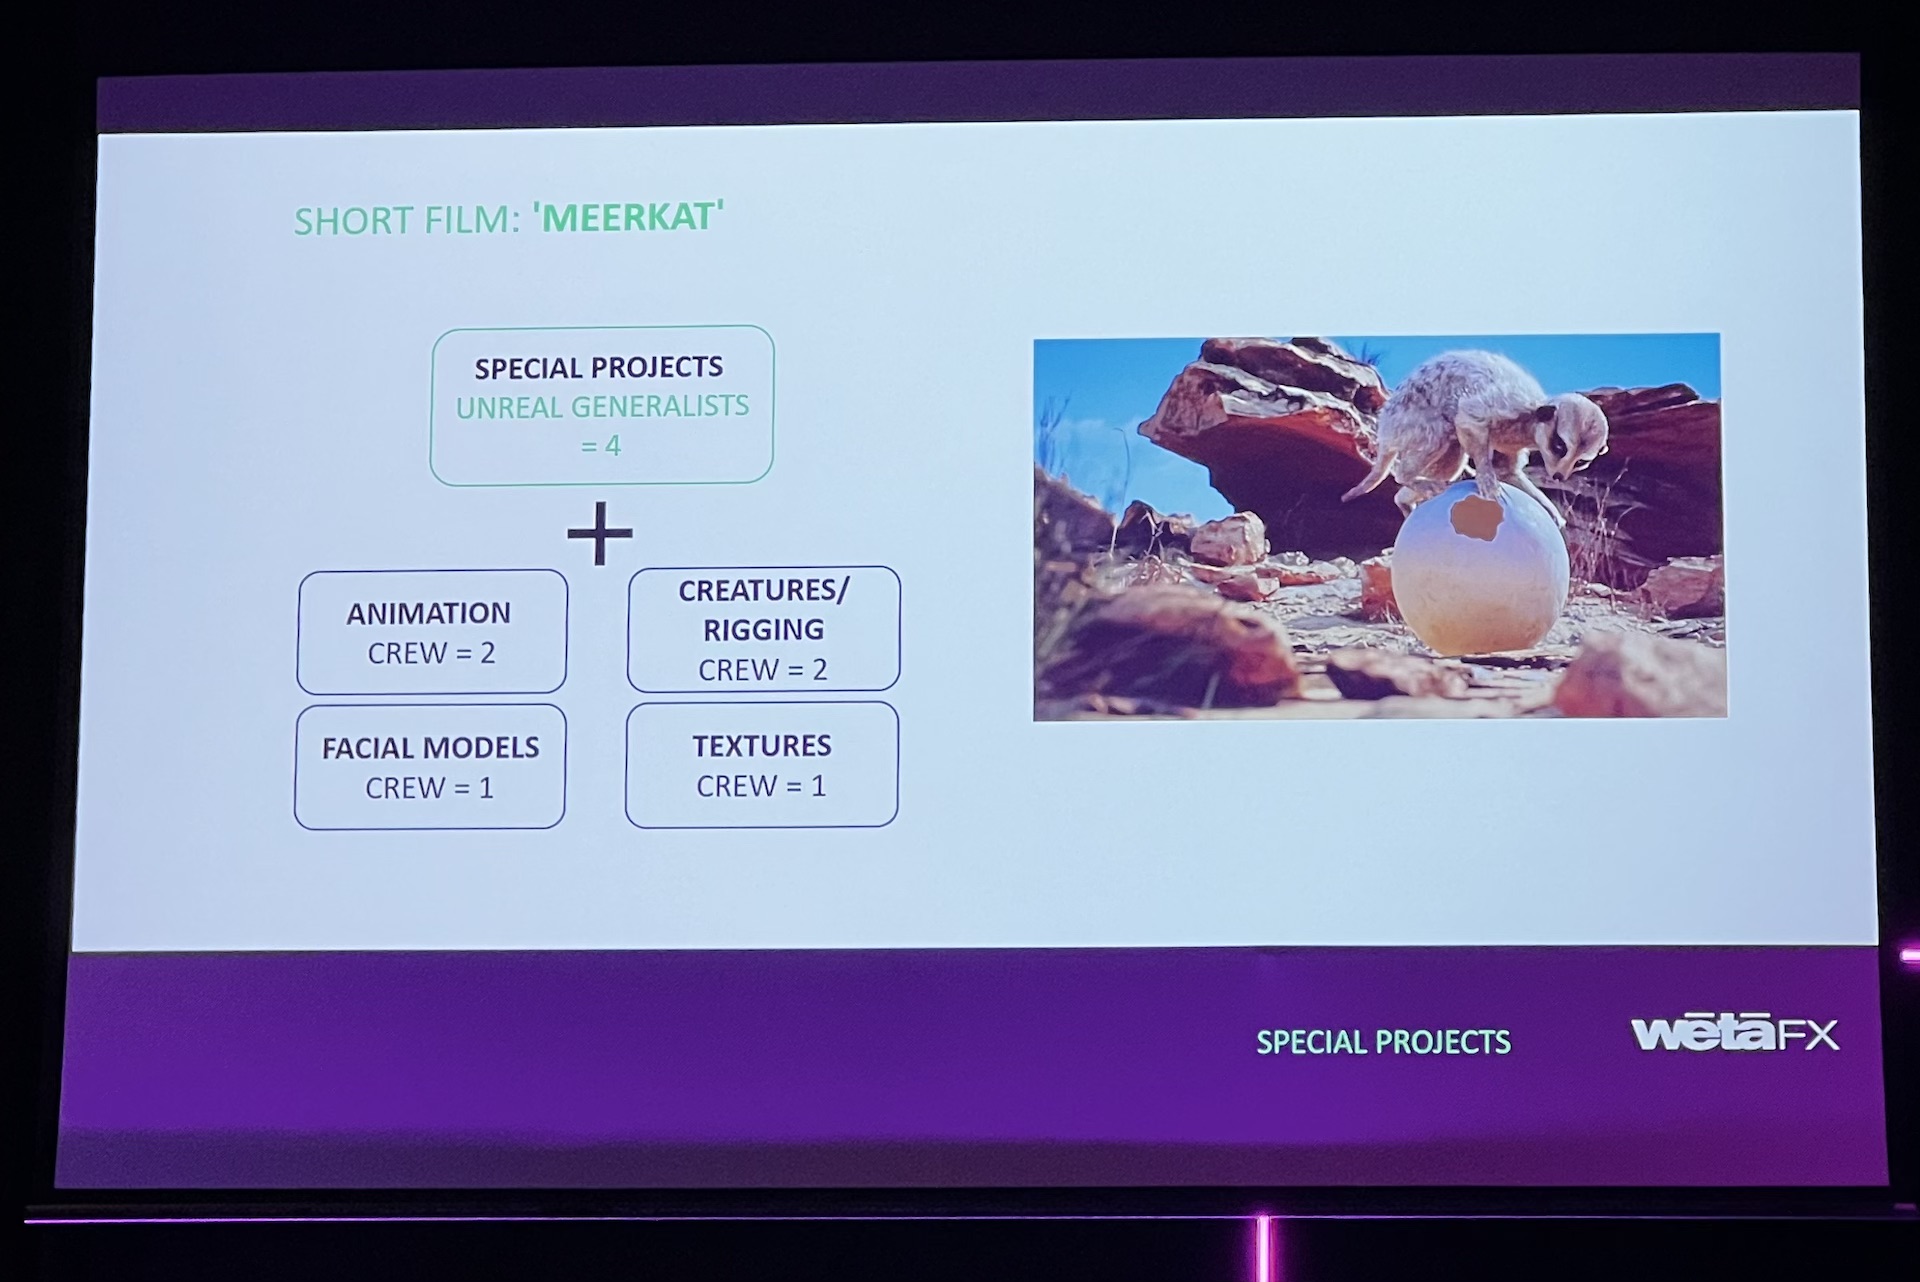 SHORT FILM: 'MEERKAT'
SPECIAL PROJECTS
UNREAL GENERALISTS
= 4
+
ANIMATION
CREW = 2
CREATURES/
RIGGING
CREW = 2
FACIAL MODELS
CREW = 1
TEXTURES
CREW = 1
SPECIAL PROJECTS
wētāFX